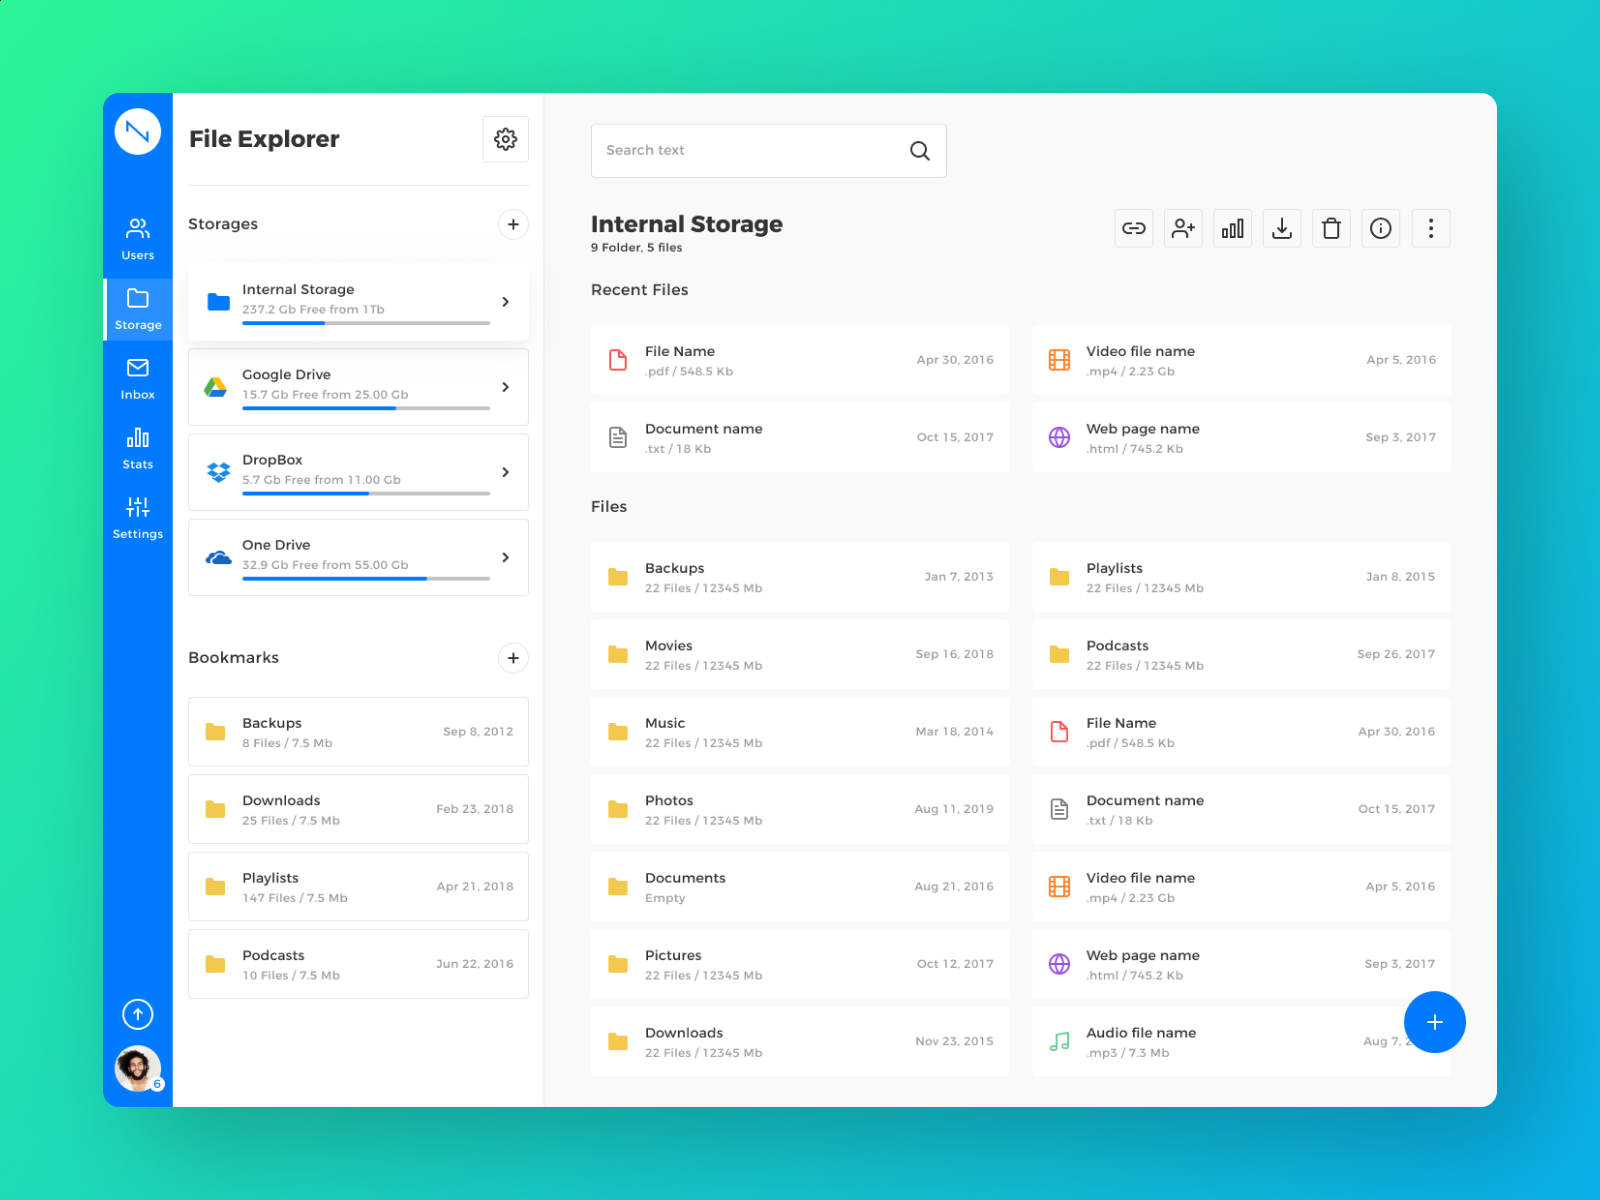 Users
Storage
Inbox
Stats
Settings
6
File Explorer
Storages
Internal Storage
237.2 Gb Free from 1Tb
Google Drive
15.7 Gb Free from 25.00 Gb
DropBox
5.7 Gb Free from 11.00 Gb
One Drive
32.9 Gb Free from 55.00 Gb
Bookmarks
Backups
8 Files / 7.5 Mb
Sep 8, 2012
Downloads
25 Files / 7.5 Mb
Feb 23, 2018
Playlists
147 Files / 7.5 Mb
Apr 21, 2018
Podcasts
10 Files / 7.5 Mb
Jun 22, 2016
Search text
Internal Storage
9 Folder, 5 files
Recent Files
File Name
.pdf / 548.5 Kb
Apr 30, 2016
Video file name
.mp4 / 2.23 Gb
Apr 5, 2016
Document name
.txt / 18 Kb
Oct 15, 2017
Web page name
.html / 745.2 Kb
Sep 3, 2017
Files
Backups
22 Files / 12345 Mb
Jan 7, 2013
Playlists
22 Files / 12345 Mb
Jan 8, 2015
Movies
22 Files / 12345 Mb
Sep 16, 2018
Podcasts
22 Files / 12345 Mb
Sep 26, 2017
Music
22 Files / 12345 Mb
Mar 18, 2014
File Name
.pdf / 548.5 Kb
Apr 30, 2016
Photos
22 Files / 12345 Mb
Aug 11, 2019
Document name
.txt / 18 Kb
Oct 15, 2017
Documents
Empty
Aug 21, 2016
Video file name
.mp4 / 2.23 Gb
Apr 5, 2016
Pictures
22 Files / 12345 Mb
Oct 12, 2017
Web page name
.html / 745.2 Kb
Sep 3, 2017
Downloads
22 Files / 12345 Mb
Nov 23, 2015
Audio file name
.mp3 / 7.3 Mb
Aug 7,